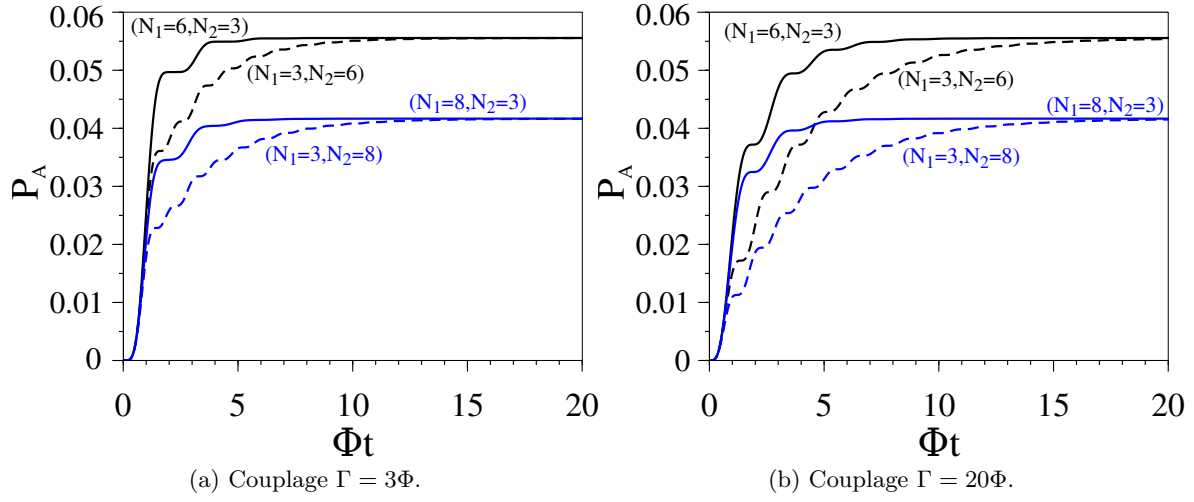 0.06
0.05
0.04
0.03
0.02
0.01
0
P_A
(N_1=6,N_2=3)
(N_1=3,N_2=6)
(N_1=8,N_2=3)
(N_1=3,N_2=8)
0 5 10 15 20
Φt
(a) Couplage Γ = 3Φ.
0.06
0.05
0.04
0.03
0.02
0.01
0
P_A
(N_1=6,N_2=3)
(N_1=3,N_2=6)
(N_1=8,N_2=3)
(N_1=3,N_2=8)
0 5 10 15 20
Φt
(b) Couplage Γ = 20Φ.